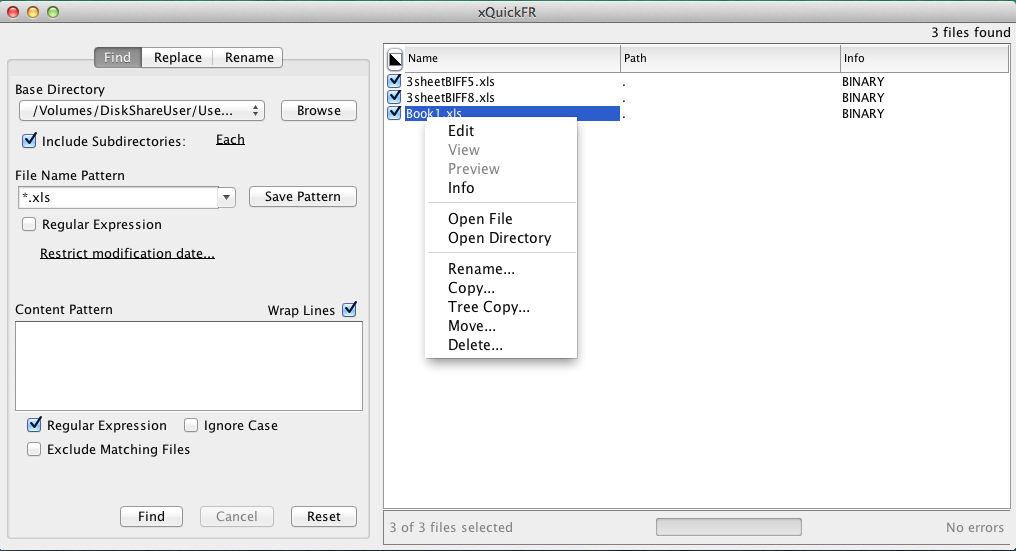 xQuickFR
3 files found
Find Replace Rename
Base Directory
/Volumes/DiskShareUser/Use... Browse
Include Subdirectories: Each
File Name Pattern
*.xls Save Pattern
Regular Expression
Restrict modification date...
Content Pattern Wrap Lines
Regular Expression Ignore Case
Exclude Matching Files
Find Cancel Reset
Name Path Info
3sheetBIFF5.xls . BINARY
3sheetBIFF8.xls . BINARY
Book1.xls . BINARY
Edit
View
Preview
Info
Open File
Open Directory
Rename...
Copy...
Tree Copy...
Move...
Delete...
3 of 3 files selected No errors